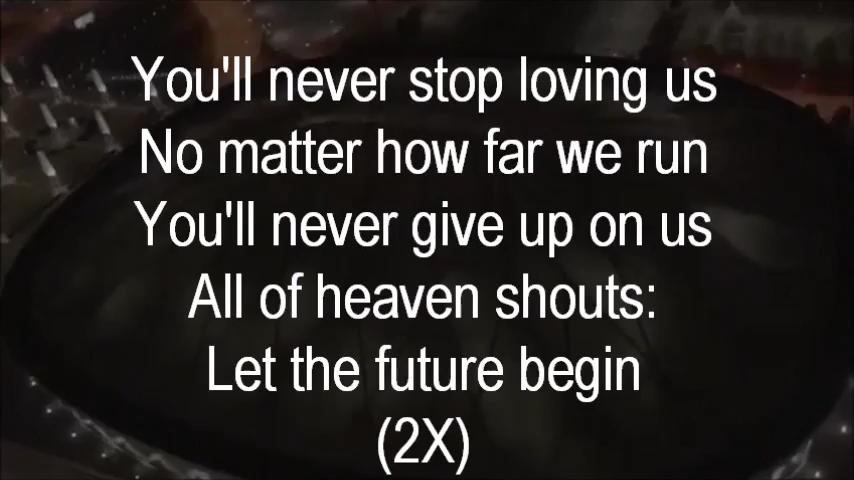 You'll never stop loving us
No matter how far we run
You'll never give up on us
All of heaven shouts:
Let the future begin
(2X)